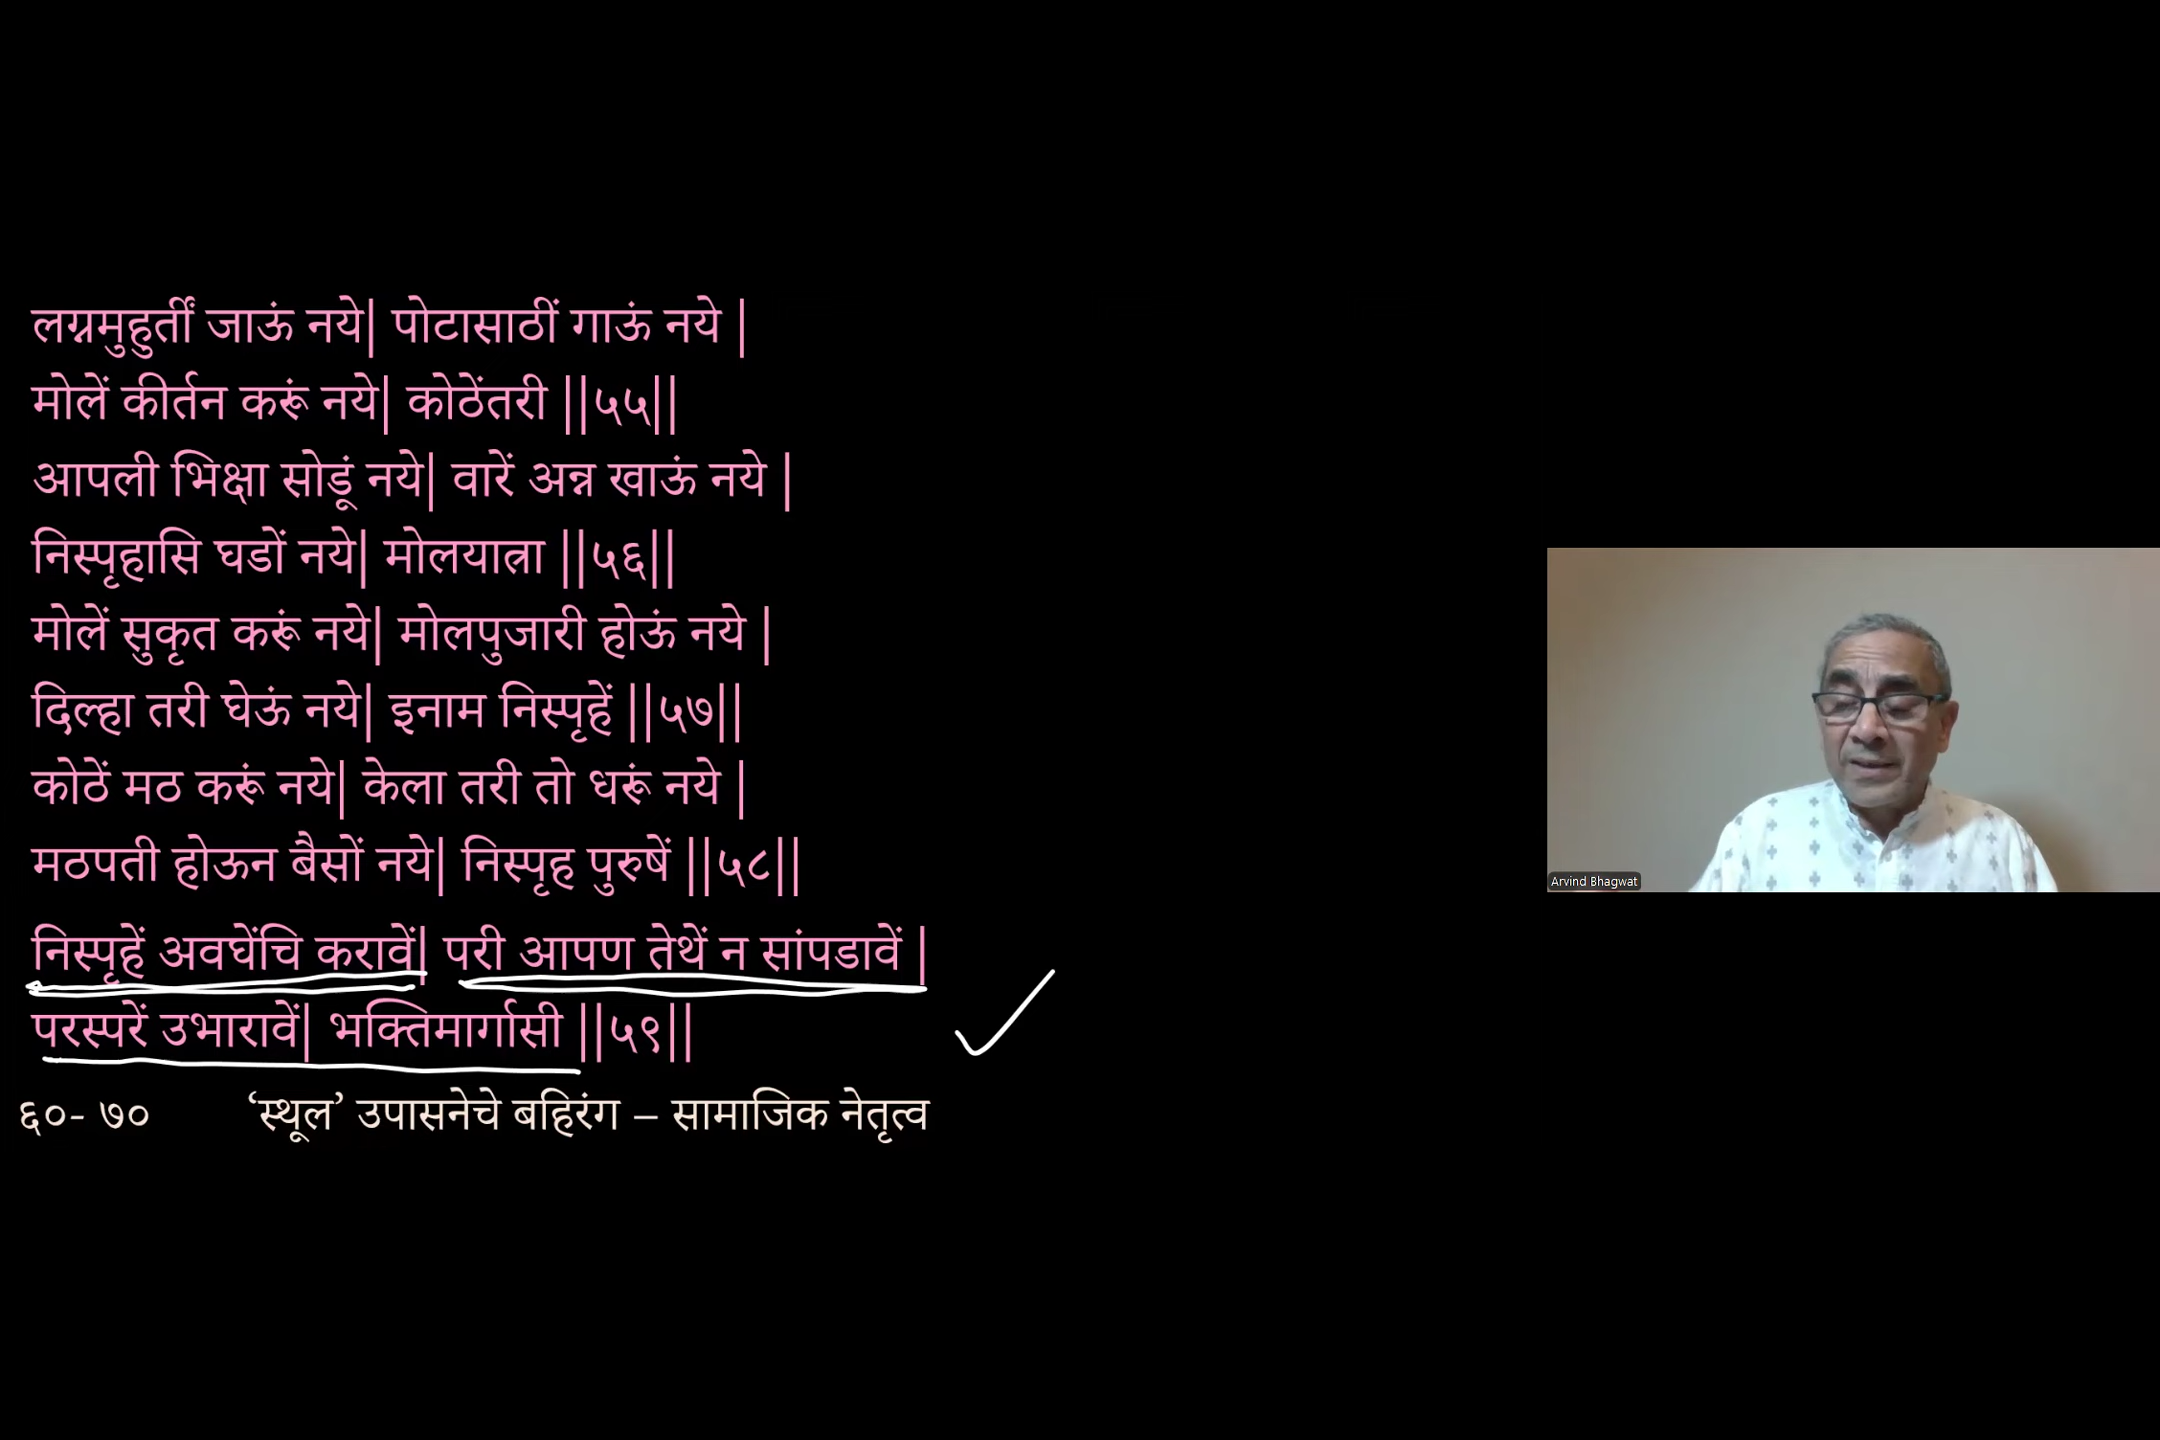 लग्नमुहुर्तीं जाऊं नये| पोटासाठीं गाऊं नये |
मोलें कीर्तन करूं नये| कोठेंतरी ||५५||
आपली भिक्षा सोडूं नये| वारें अन्न खाऊं नये |
निस्पृहासि घडों नये| मोलयात्रा ||५६||
मोलें सुकृत करूं नये| मोलपुजारी होऊं नये |
दिल्हा तरी घेऊं नये| इनाम निस्पृहें ||५७||
कोठें मठ करूं नये| केला तरी तो धरूं नये |
मठपती होऊन बैसों नये| निस्पृह पुरुषें ||५८||
निस्पृहें अवघेंचि करावें| परी आपण तेथें न सांपडावें |
परस्परें उभारावें| भक्तिमार्गासी ||५९||
६०- ७० ‘स्थूल’ उपासनेचे बहिरंग – सामाजिक नेतृत्व
Arvind Bhagwat